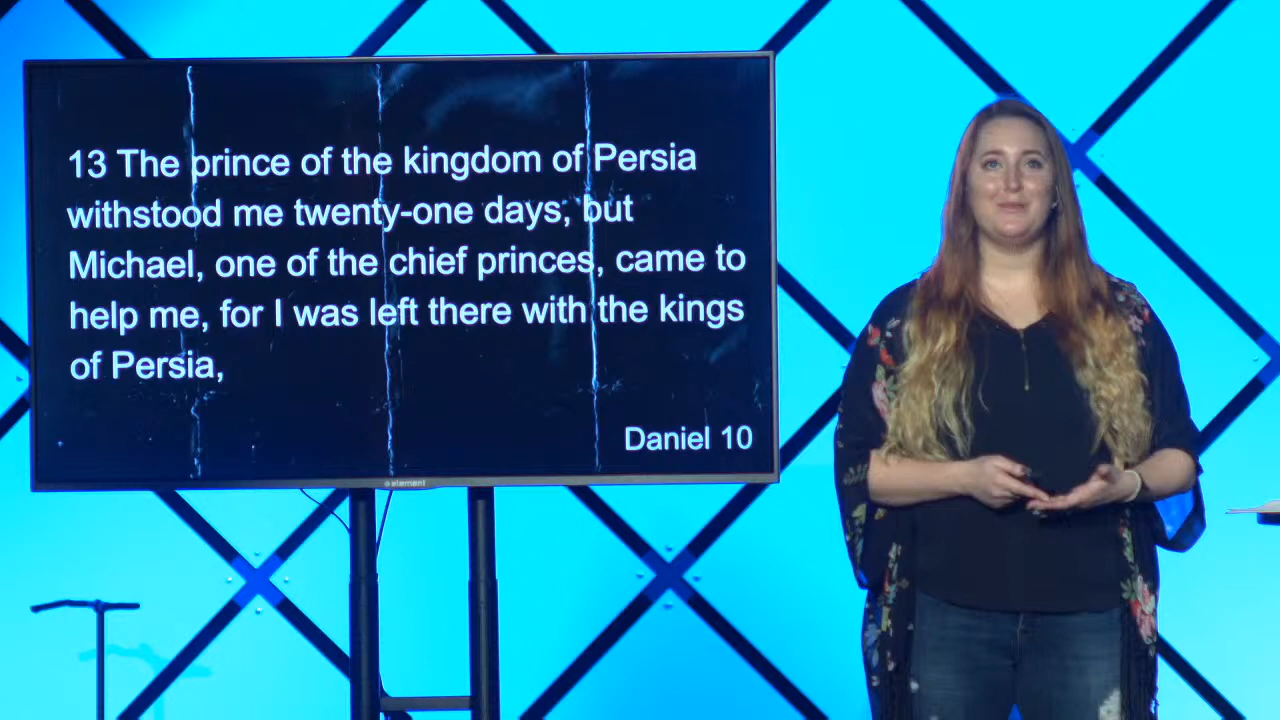 13 The prince of the kingdom of Persia
withstood me twenty-one days, but
Michael, one of the chief princes, came to
help me, for I was left there with the kings
of Persia,
Daniel 10
element